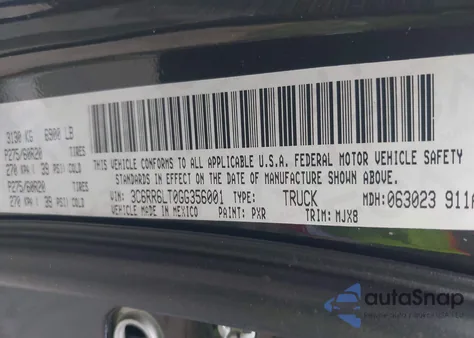 3130 KG 6900 LB
P275/60R20 TIRES
270 KPA / 39 PSI/ COLD
P275/60R20 TIRES
270 KPA / 39 PSI/ COLD
THIS VEHICLE CONFORMS TO ALL APPLICABLE U.S.A. FEDERAL MOTOR VEHICLE SAFETY
STANDARDS IN EFFECT ON THE DATE OF MANUFACTURE SHOWN ABOVE.
VIN: 3C6RR6LT0GG356001 TYPE: TRUCK MDH: 063023 911
VEHICLE MADE IN MEXICO PAINT: PXR TRIM: MJX8
autoSnap